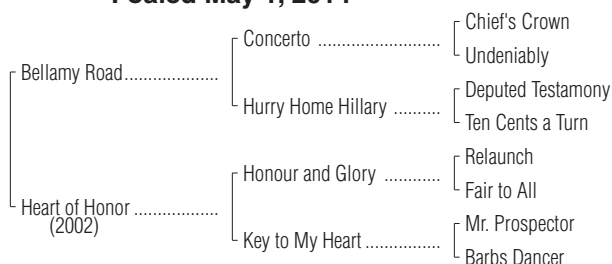 Foaled May 1,
Chief's Crown
Concerto ........................
Undeniably
Bellamy Road...................
Deputed Testamony
Hurry Home Hillary ..........
Ten Cents a Turn
Relaunch
Honour and Glory ............
Fair to All
Heart of Honor .................
(2002)
Mr. Prospector
Key to My Heart...............
Barbs Dancer